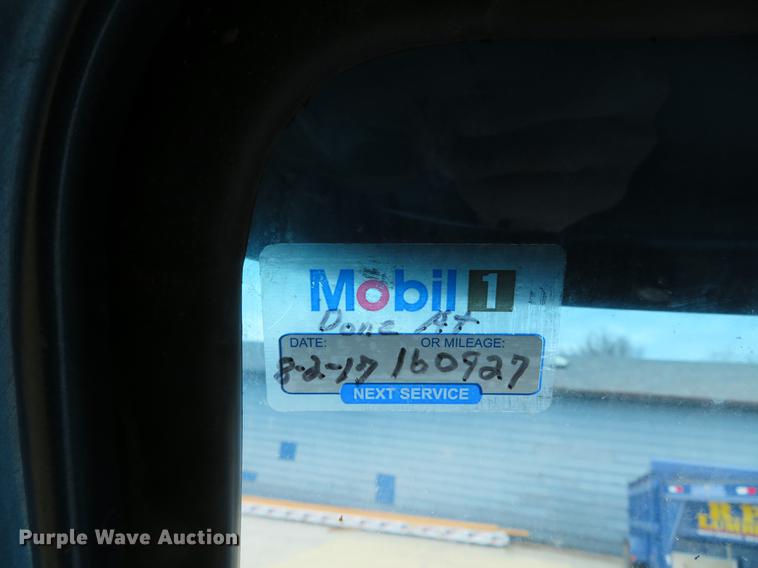 Mobil 1
Done At
DATE: OR MILEAGE:
8-2-17 160927
NEXT SERVICE
Purple Wave Auction